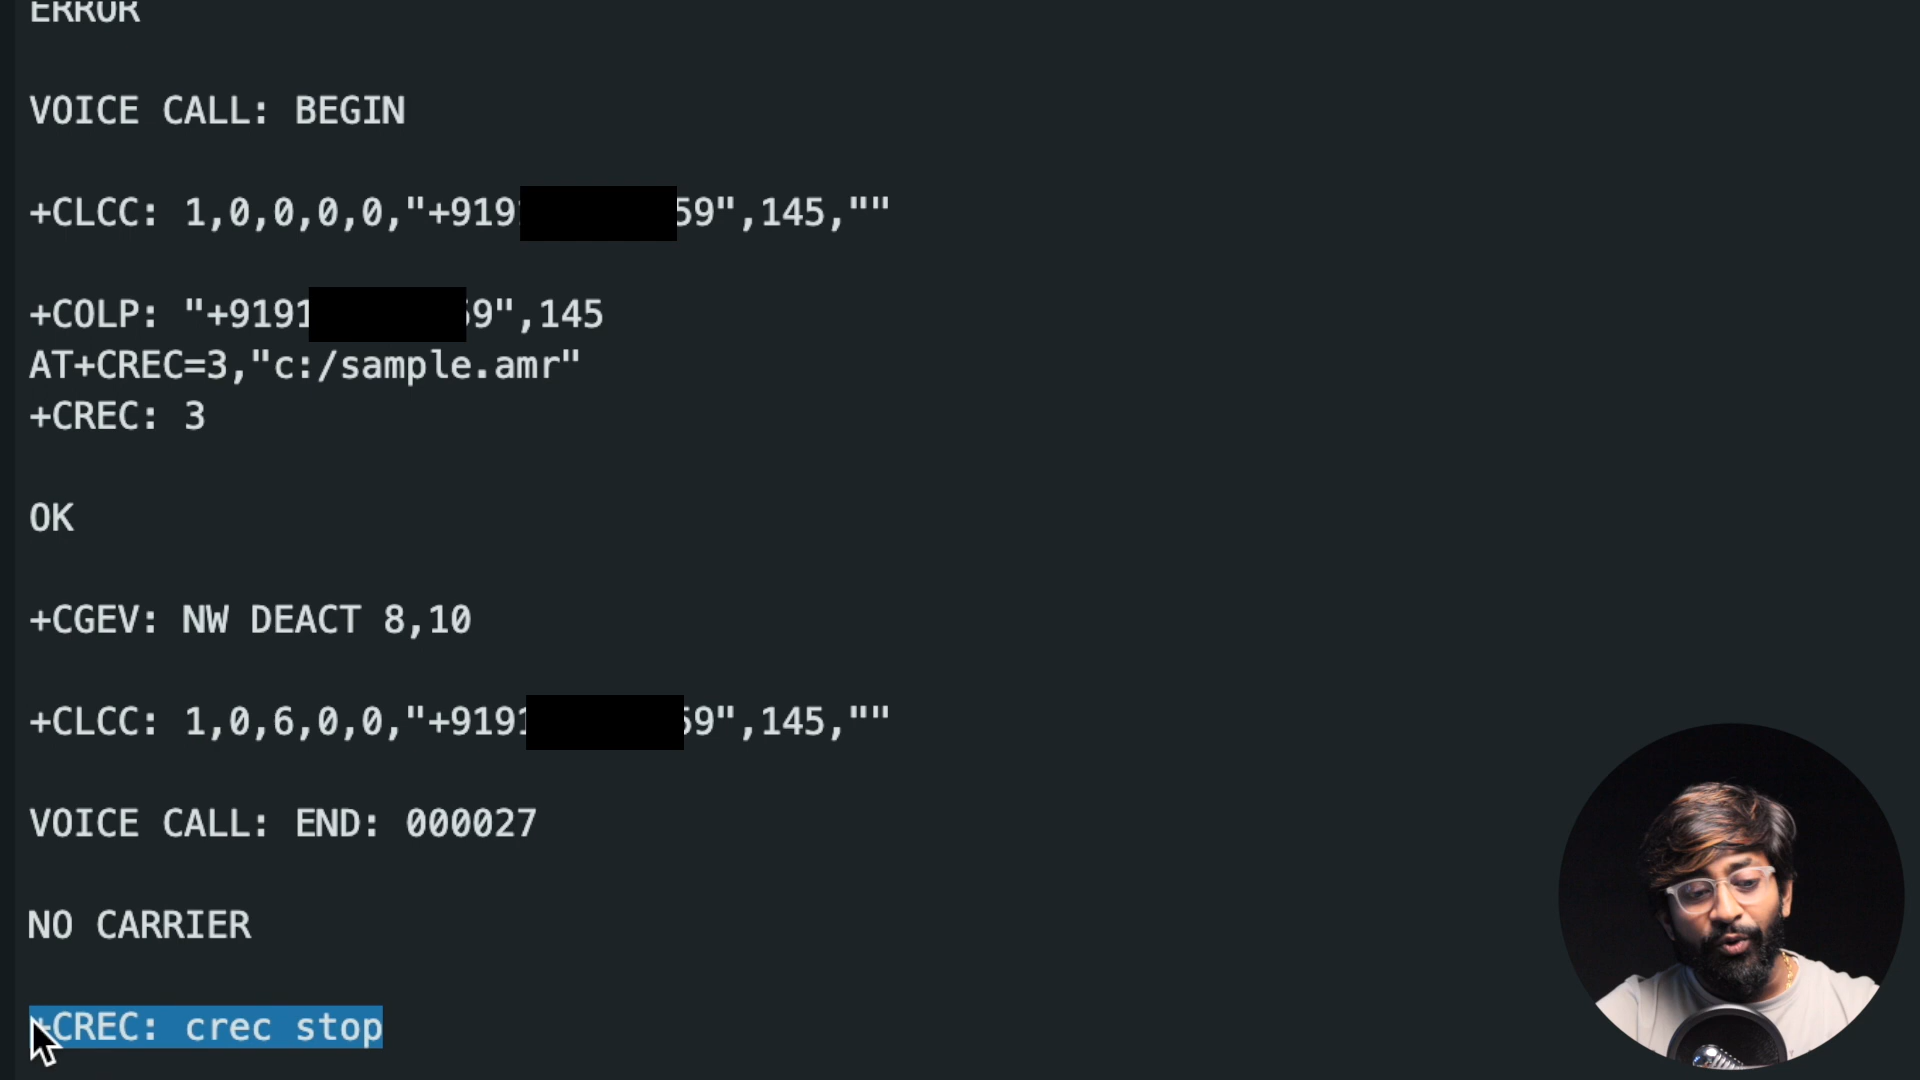 ERROR
VOICE CALL: BEGIN
+CLCC: 1,0,0,0,0,"+919 59",145,""
+COLP: "+9191 9",145
AT+CREC=3,"c:/sample.amr"
+CREC: 3
OK
+CGEV: NW DEACT 8,10
+CLCC: 1,0,6,0,0,"+9191 9",145,""
VOICE CALL: END: 000027
NO CARRIER
+CREC: crec stop